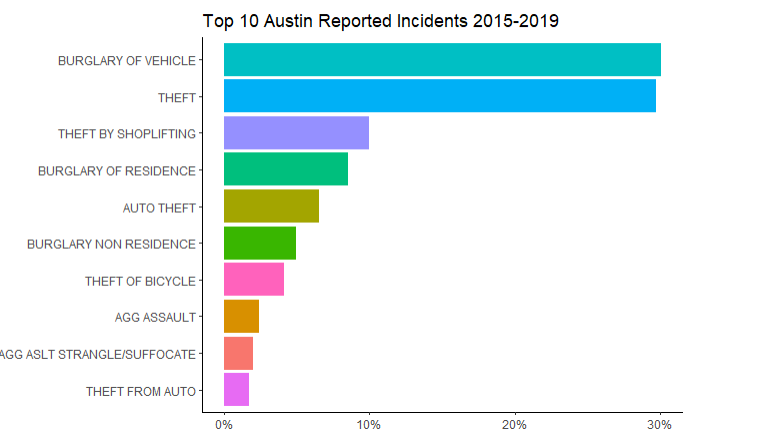 Top 10 Austin Reported Incidents 2015-2019
BURGLARY OF VEHICLE
THEFT
THEFT BY SHOPLIFTING
BURGLARY OF RESIDENCE
AUTO THEFT
BURGLARY NON RESIDENCE
THEFT OF BICYCLE
AGG ASSAULT
AGG ASLT STRANGLE/SUFFOCATE
THEFT FROM AUTO
0% 10% 20% 30%